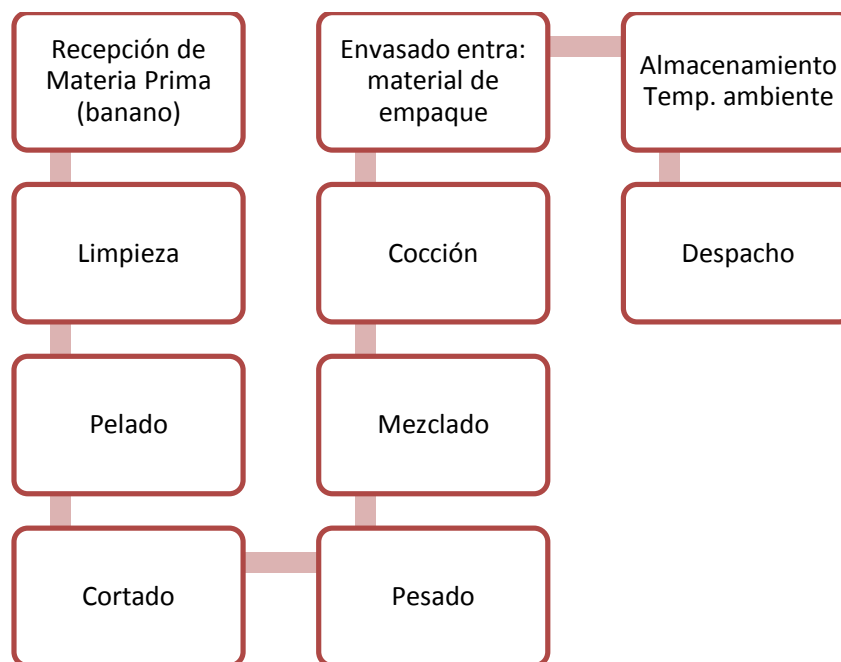 Recepción de
Materia Prima
(banano)
Limpieza
Pelado
Cortado
Pesado
Mezclado
Cocción
Envasado entra:
material de
empaque
Almacenamiento
Temp. ambiente
Despacho